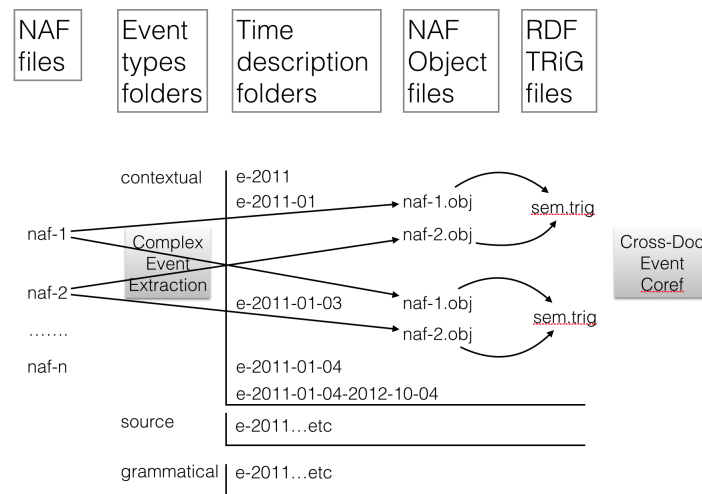 NAF
files
Event
types
folders
Time
description
folders
NAF
Object
files
RDF
TRiG
files
contextual
e-2011
e-2011-01
naf-1.obj
sem.trig
naf-1
naf-2.obj
Complex
Event
Extraction
Cross-Doc
Event
Coref
naf-2
e-2011-01-03
naf-1.obj
sem.trig
naf-2.obj
.......
naf-n
e-2011-01-04
e-2011-01-04-2012-10-04
source
e-2011…etc
grammatical
e-2011…etc